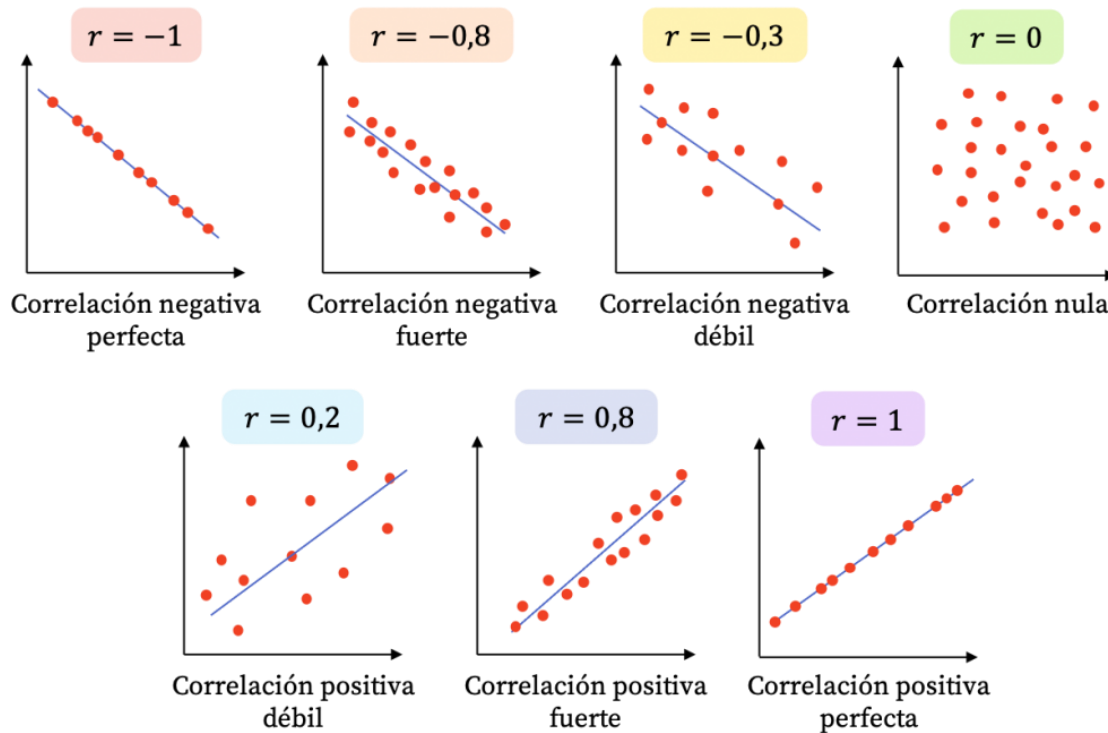 r = −1
r = −0,8
r = −0,3
r = 0
Correlación negativa
perfecta
Correlación negativa
fuerte
Correlación negativa
débil
Correlación nula
r = 0,2
r = 0,8
r = 1
Correlación positiva
débil
Correlación positiva
fuerte
Correlación positiva
perfecta